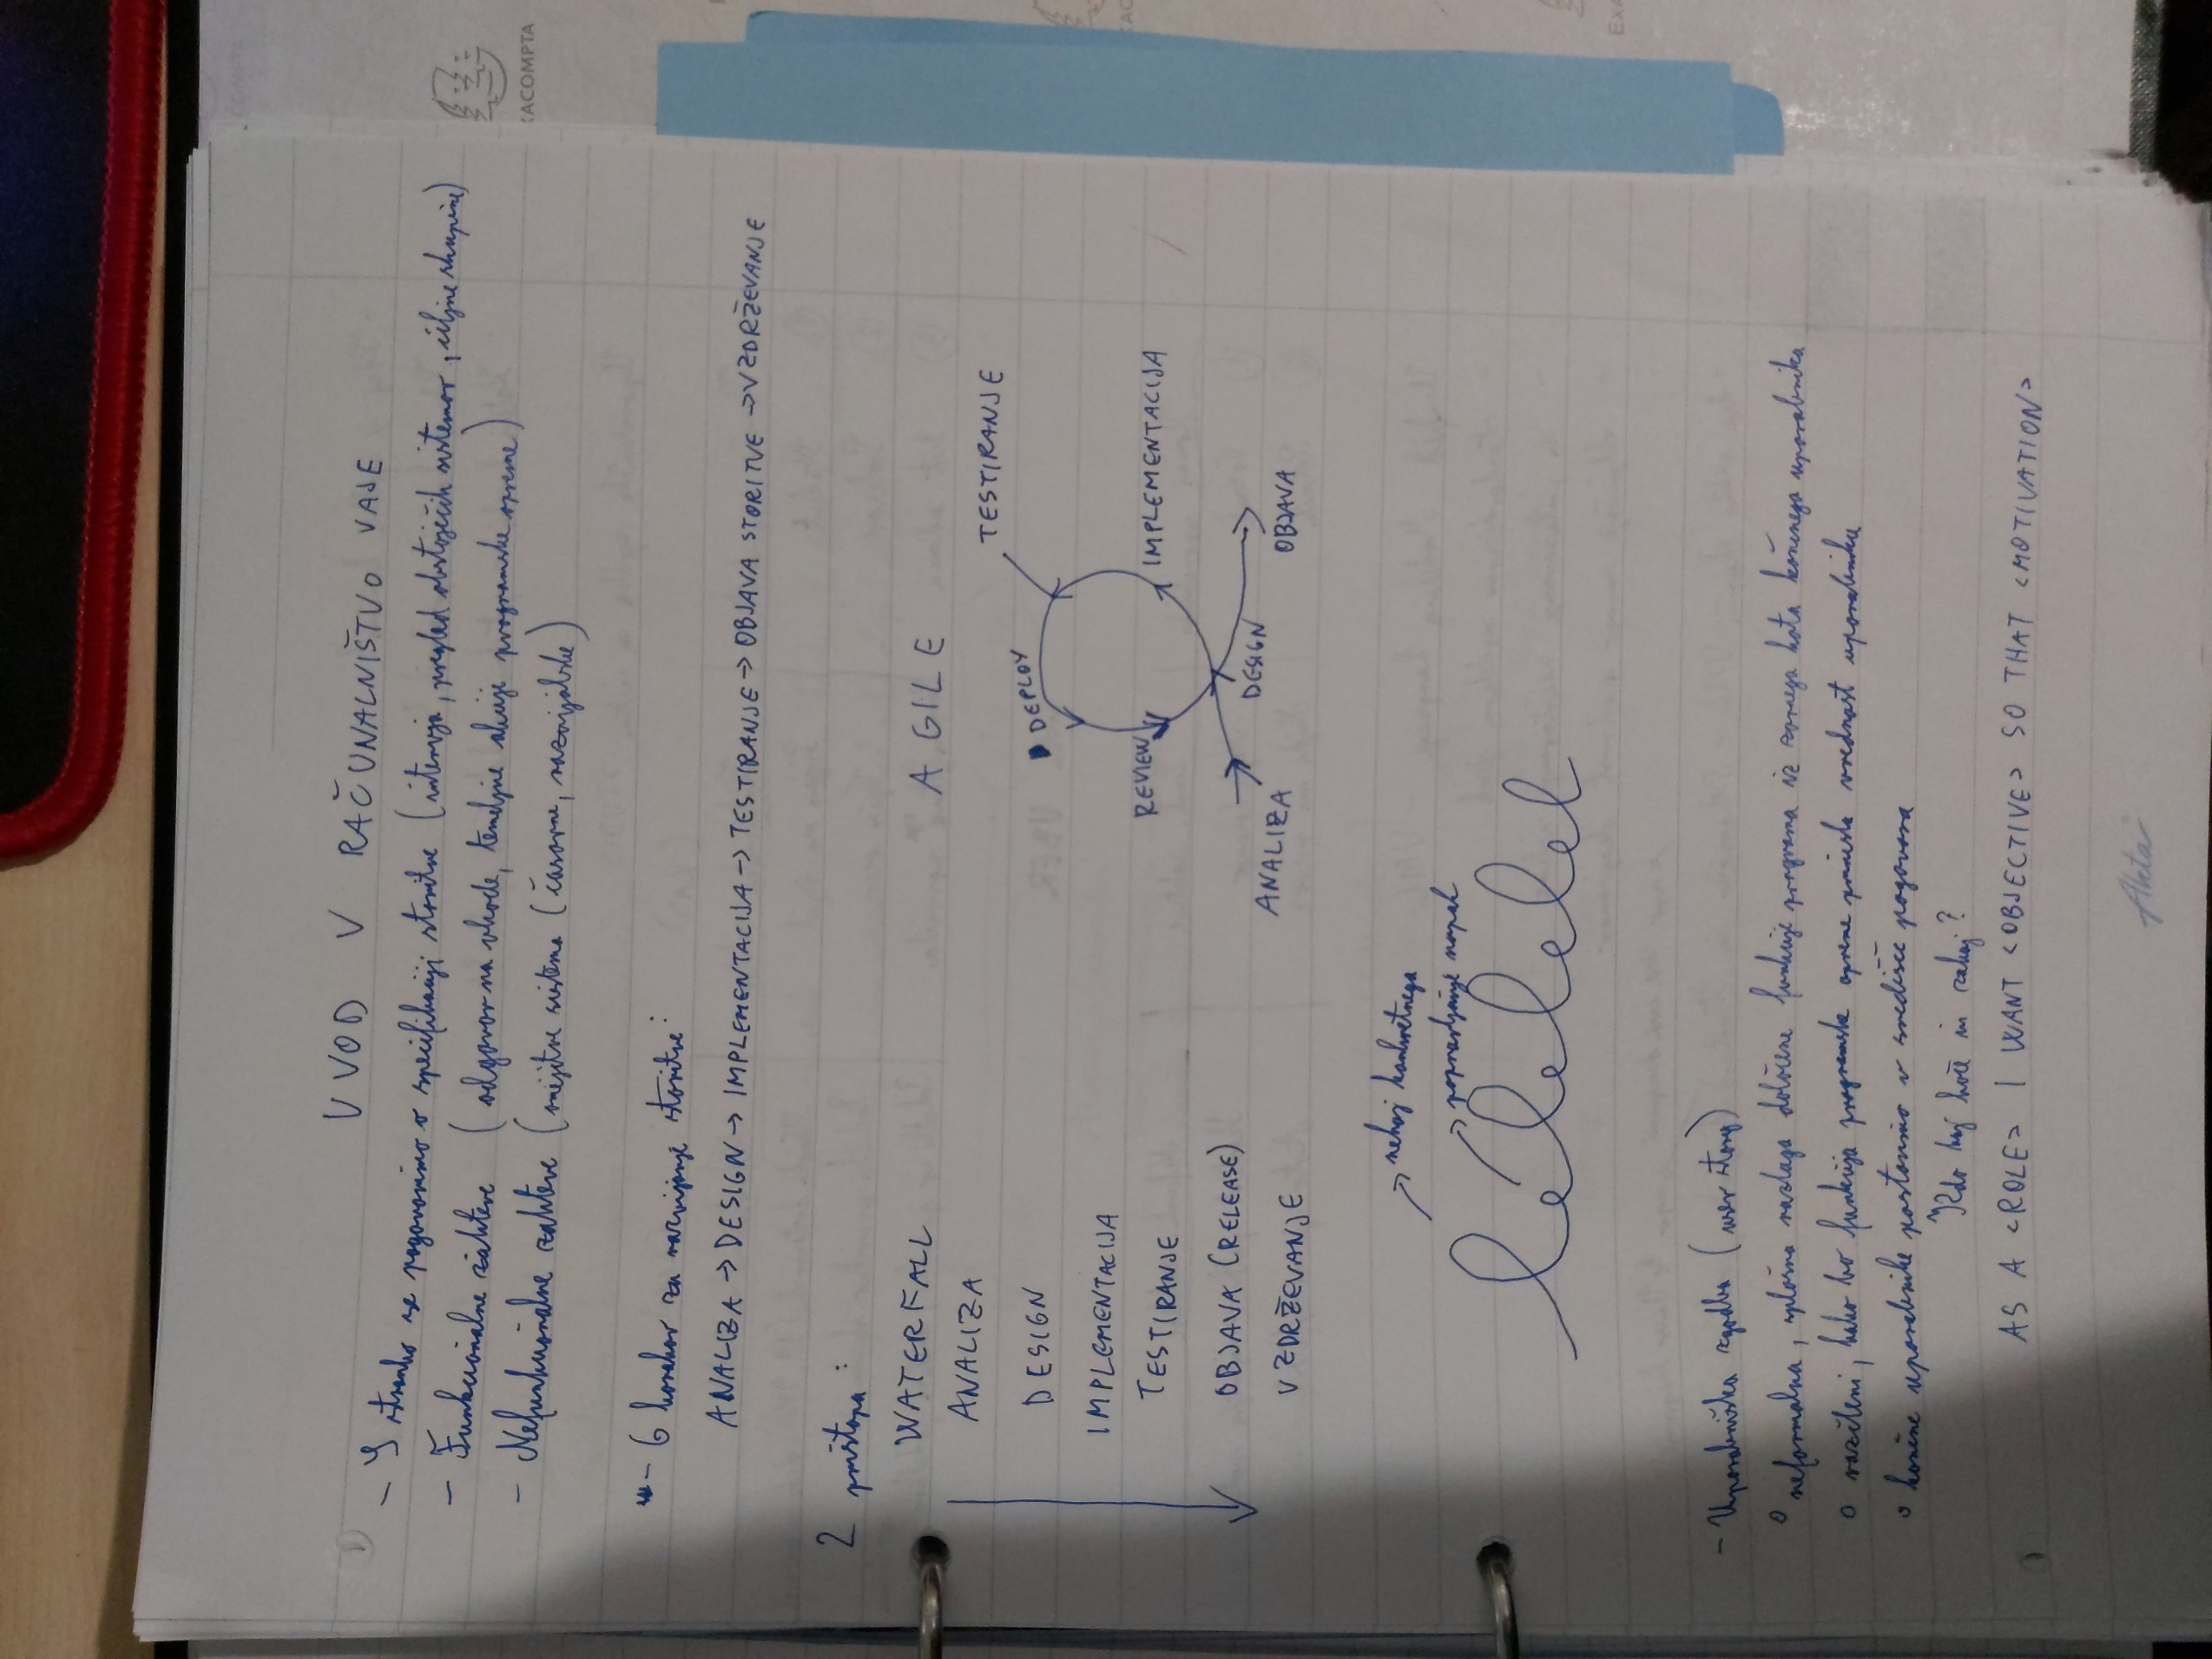 UVOD V RAČUNALNIŠTVO VAJE
- S stranko se pogovorimo o specifikaciji storitve (intervju, pregled obstoječih sistemov, ciljne skupine)
- Funkcionalne zahteve (odgovor na vhode, temeljne akcije programske opreme)
- Nefunkcionalne zahteve (omejitve sistema (časovne, razvijalske)
- 6 korakov za razvijanje storitve:
ANALIZA → DESIGN → IMPLEMENTACIJA → TESTIRANJE → OBJAVA STORITVE → VZDRŽEVANJE
2 pristopa:
WATERFALL
ANALIZA
DESIGN
IMPLEMENTACIJA
TESTIRANJE
OBJAVA (RELEASE)
VZDRŽEVANJE
AGILE
TESTIRANJE
DEPLOY
REVIEW
IMPLEMENTACIJA
ANALIZA
DESIGN
OBJAVA
→ nekaj konkretnega
→ popravljanje napak
- Uporabniška zgodba (user story)
o neformalna, splošna razlaga določene funkcije programa iz zornega kota končnega uporabnika
o razčleni, kako bo funkcija programske opreme prinesla vrednost uporabniku
o končne uporabnike postavimo v središče pogovora
Kdo kaj hoče in zakaj?
AS A <ROLE> I WANT <OBJECTIVE> SO THAT <MOTIVATION>
Akta
EXACOMPTA